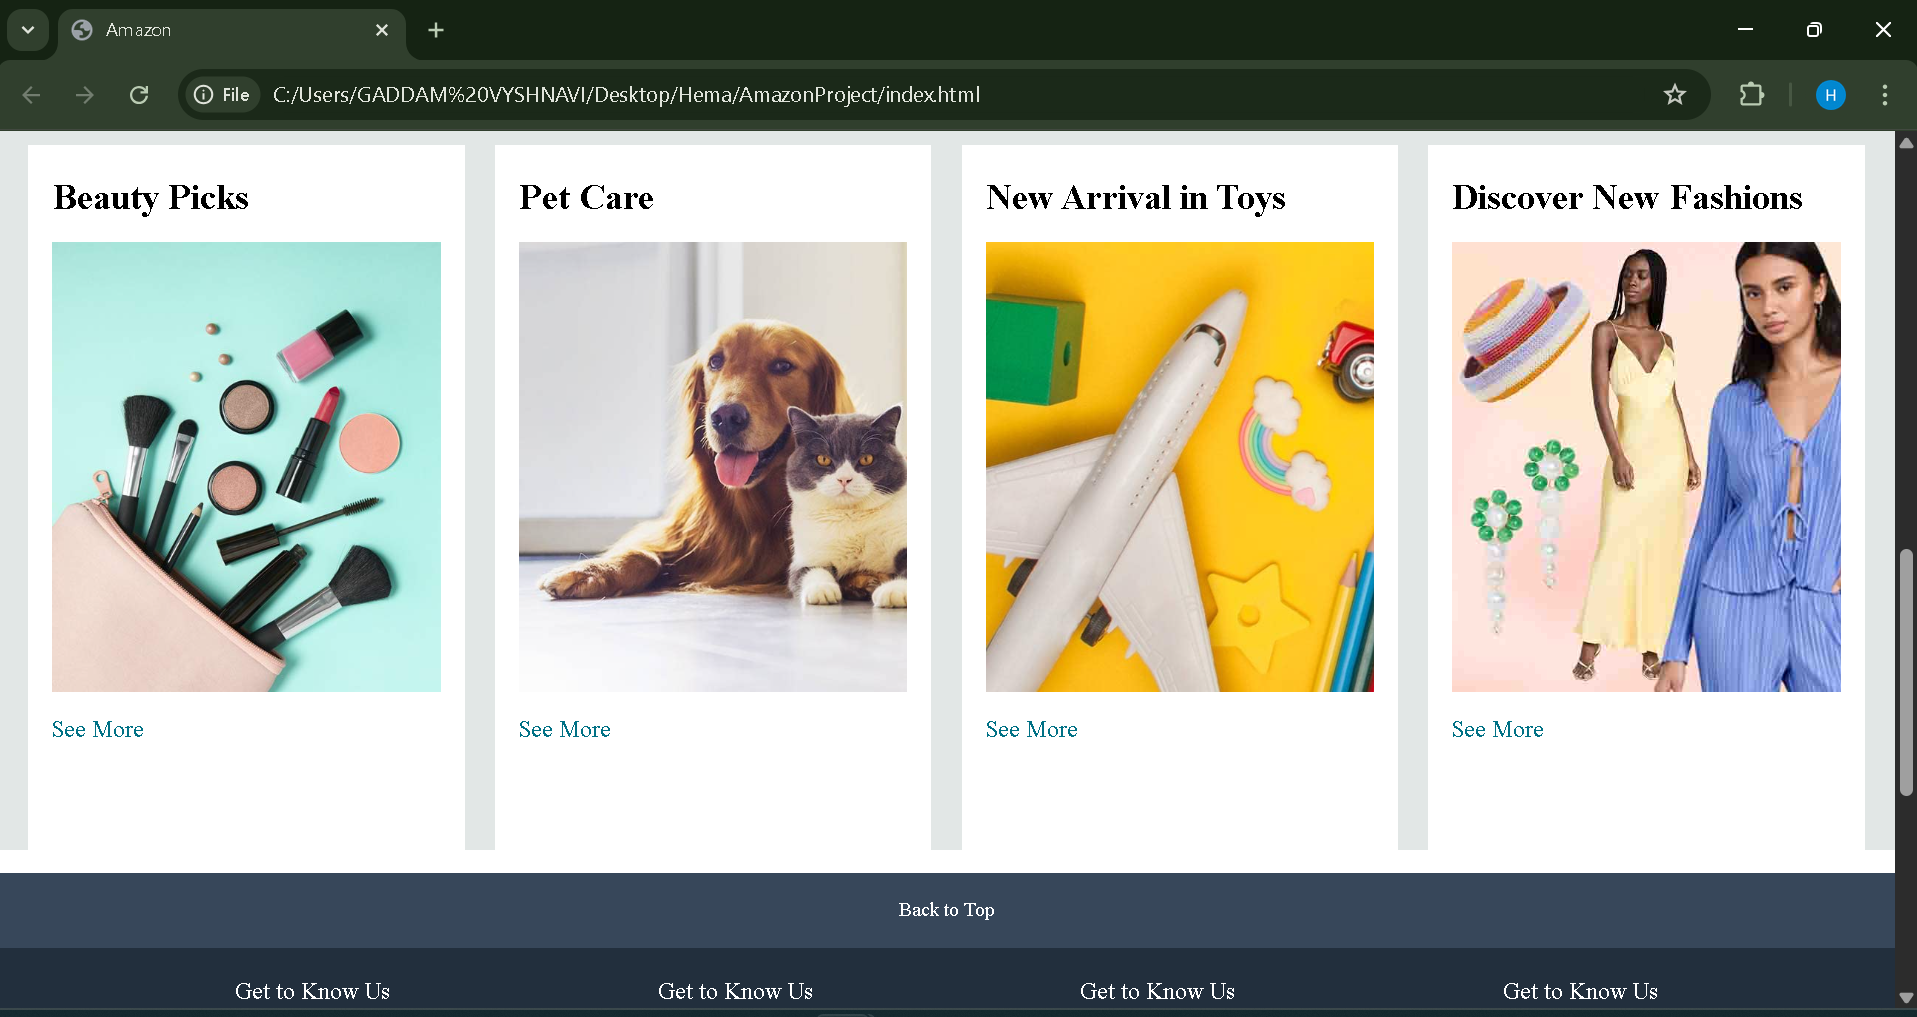 Amazon
File
C:/Users/GADDAM%20VYSHNAVI/Desktop/Hema/AmazonProject/index.html
H
Beauty Picks
Pet Care
New Arrival in Toys
Discover New Fashions
See More
See More
See More
See More
Back to Top
Get to Know Us
Get to Know Us
Get to Know Us
Get to Know Us